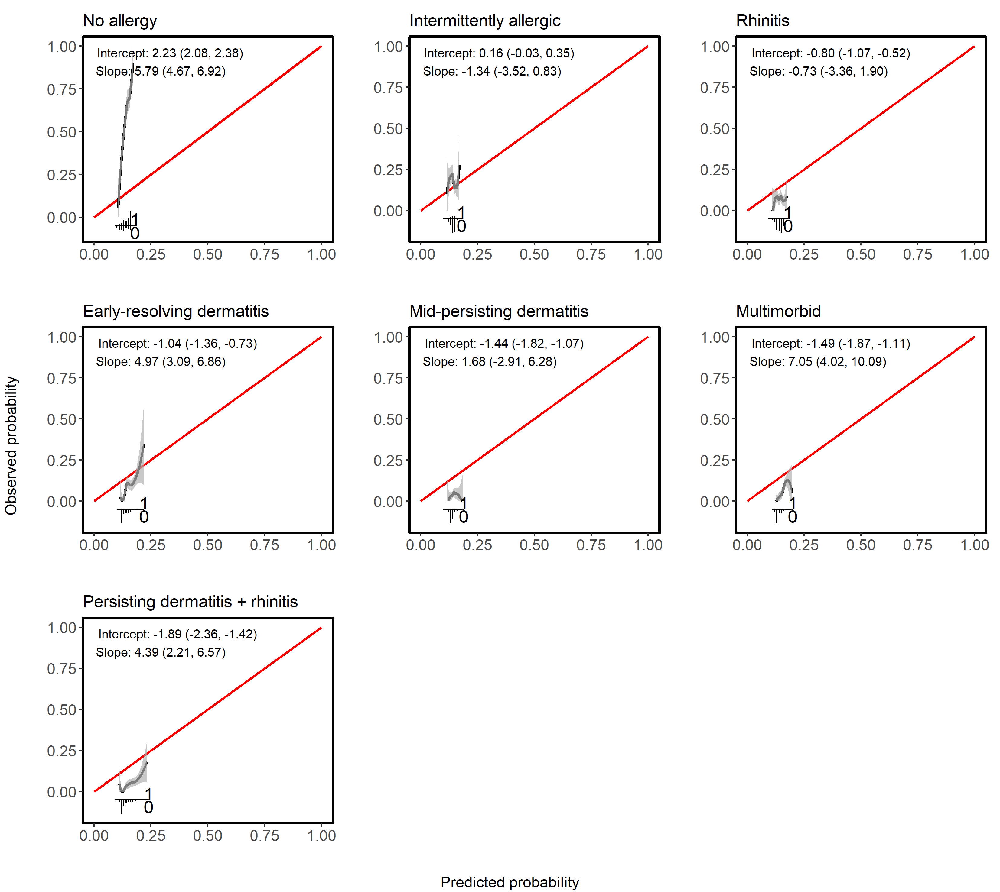 No allergy
Intercept: 2.23 (2.08, 2.38)
Slope: 5.79 (4.67, 6.92)
1.00
0.75
0.50
0.25
0.00
1
0
0.00 0.25 0.50 0.75 1.00
Intermittently allergic
Intercept: 0.16 (-0.03, 0.35)
Slope: -1.34 (-3.52, 0.83)
1.00
0.75
0.50
0.25
0.00
1
0
0.00 0.25 0.50 0.75 1.00
Rhinitis
Intercept: -0.80 (-1.07, -0.52)
Slope: -0.73 (-3.36, 1.90)
1.00
0.75
0.50
0.25
0.00
1
0
0.00 0.25 0.50 0.75 1.00
Observed probability
Early-resolving dermatitis
Intercept: -1.04 (-1.36, -0.73)
Slope: 4.97 (3.09, 6.86)
1.00
0.75
0.50
0.25
0.00
1
0
0.00 0.25 0.50 0.75 1.00
Mid-persisting dermatitis
Intercept: -1.44 (-1.82, -1.07)
Slope: 1.68 (-2.91, 6.28)
1.00
0.75
0.50
0.25
0.00
1
0
0.00 0.25 0.50 0.75 1.00
Multimorbid
Intercept: -1.49 (-1.87, -1.11)
Slope: 7.05 (4.02, 10.09)
1.00
0.75
0.50
0.25
0.00
1
0
0.00 0.25 0.50 0.75 1.00
Persisting dermatitis + rhinitis
Intercept: -1.89 (-2.36, -1.42)
Slope: 4.39 (2.21, 6.57)
1.00
0.75
0.50
0.25
0.00
1
0
0.00 0.25 0.50 0.75 1.00
Predicted probability